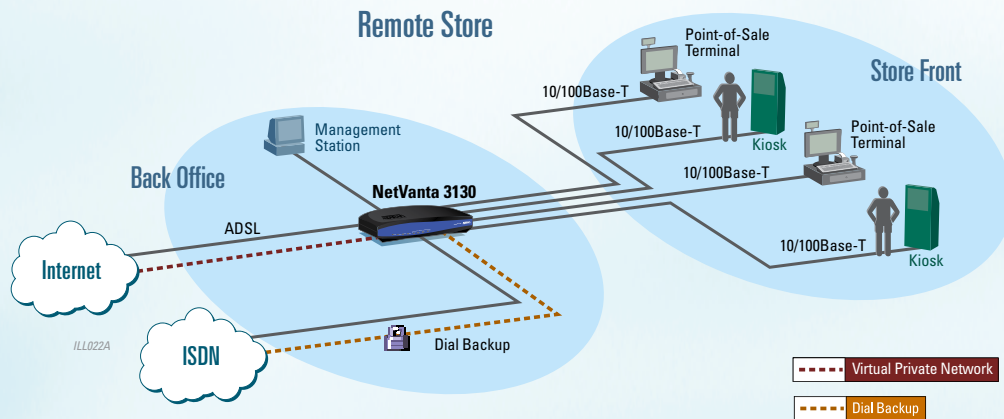 Remote Store
Point-of-Sale
Terminal
Store Front
10/100Base-T
Management
Station
10/100Base-T
Kiosk
Point-of-Sale
Terminal
Back Office
NetVanta 3130
10/100Base-T
ADSL
Internet
10/100Base-T
Kiosk
ILL022A
ISDN
Dial Backup
Virtual Private Network
Dial Backup